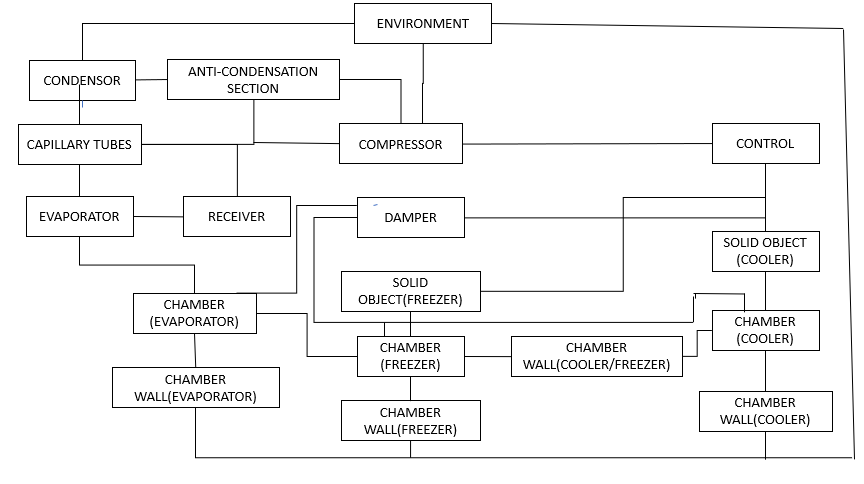 ENVIRONMENT
CONDENSOR
ANTI-CONDENSATION
SECTION
CAPILLARY TUBES
COMPRESSOR
CONTROL
EVAPORATOR
RECEIVER
DAMPER
SOLID OBJECT
(COOLER)
SOLID
OBJECT(FREEZER)
CHAMBER
(EVAPORATOR)
CHAMBER
(FREEZER)
CHAMBER
WALL(COOLER/FREEZER)
CHAMBER
(COOLER)
CHAMBER
WALL(EVAPORATOR)
CHAMBER
WALL(FREEZER)
CHAMBER
WALL(COOLER)